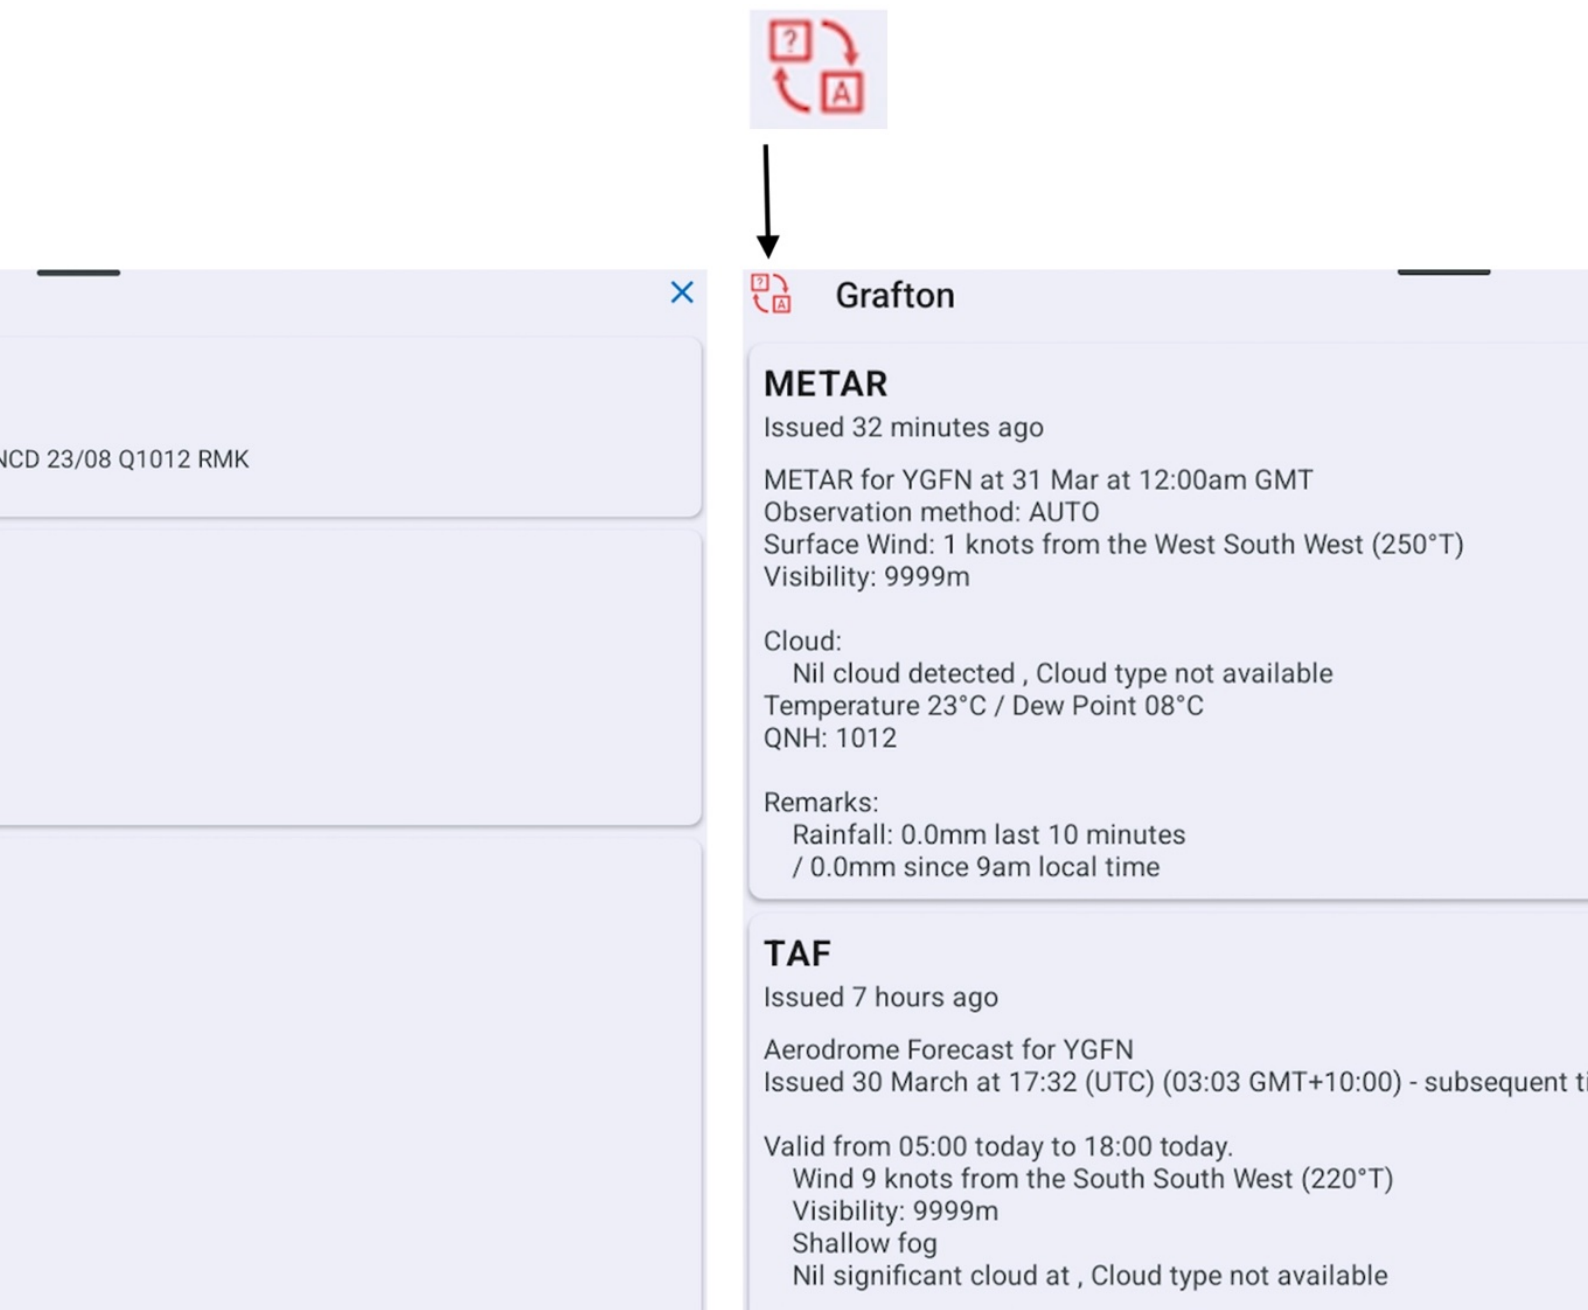 ?
A
?
A
Grafton
NCD 23/08 Q1012 RMK
METAR
Issued 32 minutes ago
METAR for YGFN at 31 Mar at 12:00am GMT
Observation method: AUTO
Surface Wind: 1 knots from the West South West (250°T)
Visibility: 9999m
Cloud:
Nil cloud detected , Cloud type not available
Temperature 23°C / Dew Point 08°C
QNH: 1012
Remarks:
Rainfall: 0.0mm last 10 minutes
/ 0.0mm since 9am local time
TAF
Issued 7 hours ago
Aerodrome Forecast for YGFN
Issued 30 March at 17:32 (UTC) (03:03 GMT+10:00) - subsequent ti
Valid from 05:00 today to 18:00 today.
Wind 9 knots from the South South West (220°T)
Visibility: 9999m
Shallow fog
Nil significant cloud at , Cloud type not available